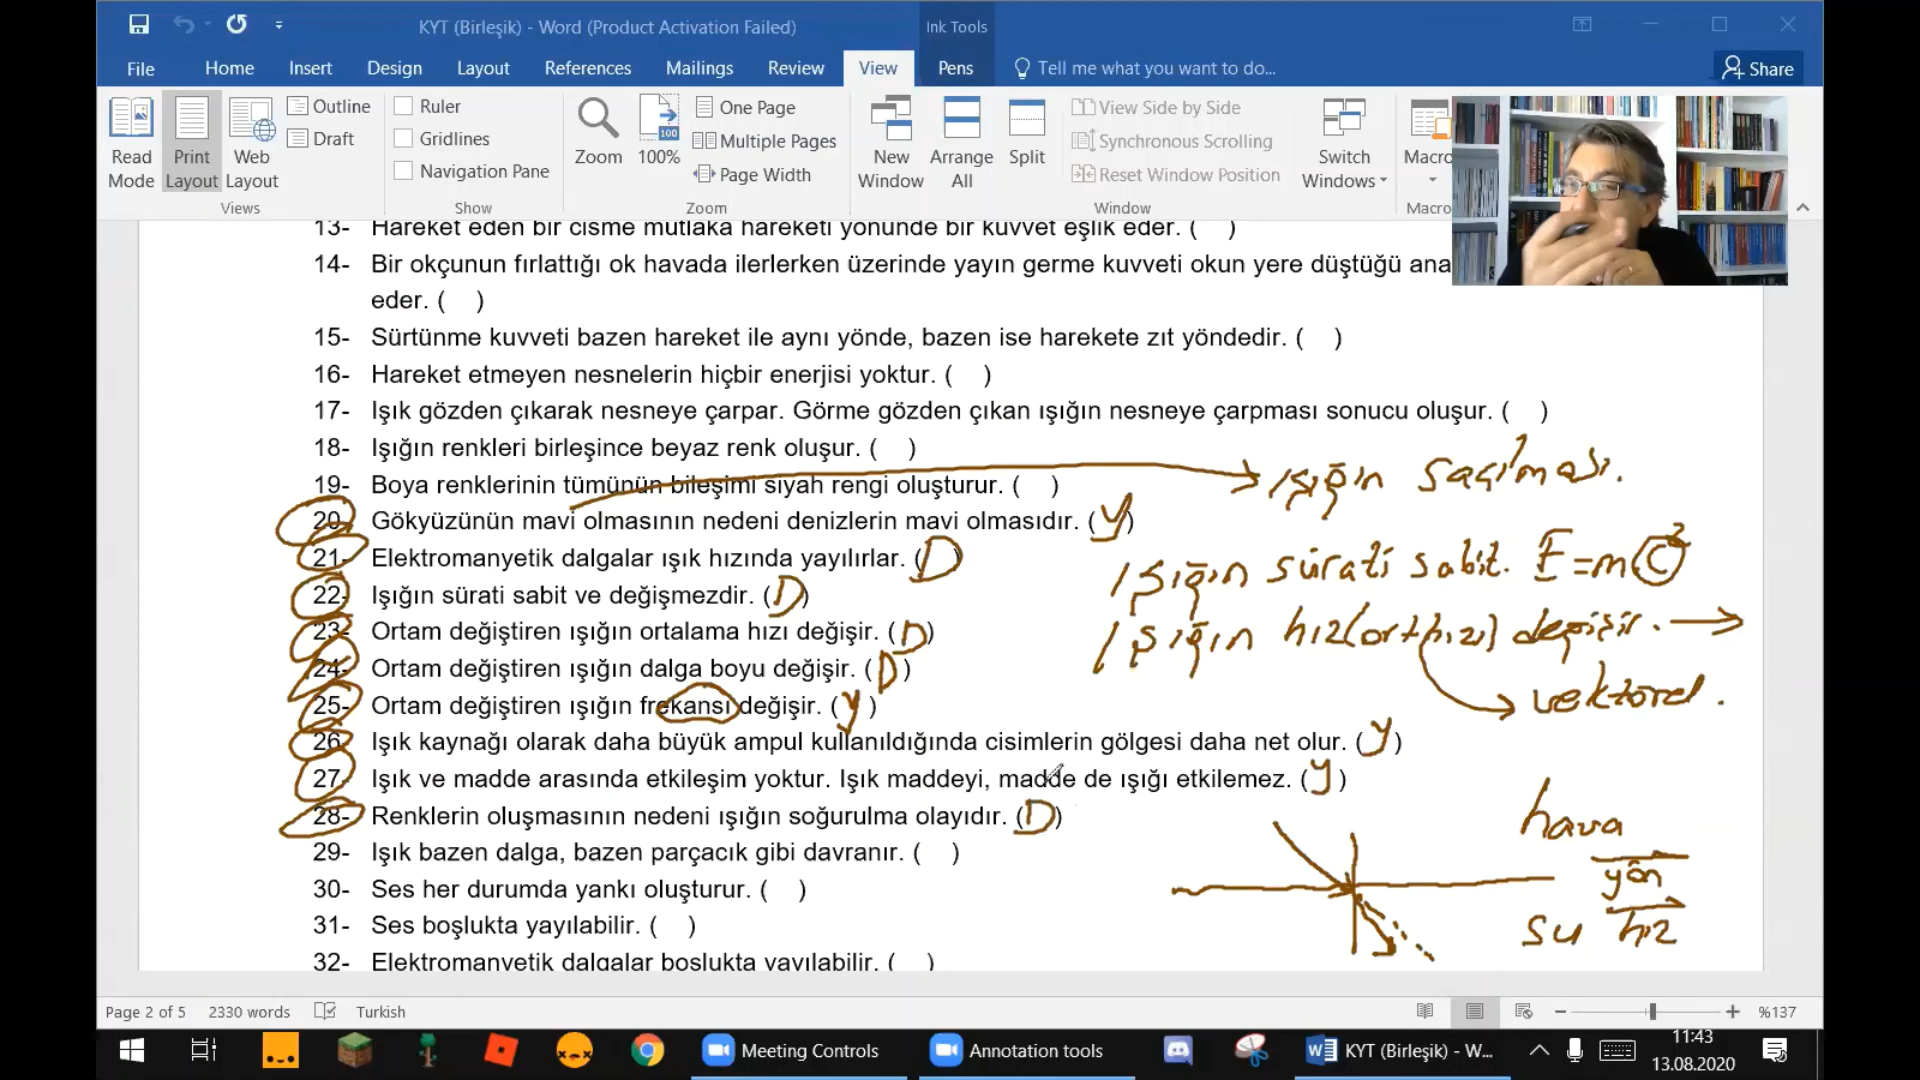 KYT (Birleşik) - Word (Product Activation Failed)
Ink Tools
File Home Insert Design Layout References Mailings Review View Pens Tell me what you want to do... Share
Read Mode
Print Layout
Web Layout
Outline
Draft
Views
Ruler
Gridlines
Navigation Pane
Show
Zoom
100
100%
One Page
Multiple Pages
Page Width
Zoom
New Window
Arrange All
Split
View Side by Side
Synchronous Scrolling
Reset Window Position
Window
Switch Windows
Macro
Macro
13- Hareket eden bir cisme mutlaka hareketi yönünde bir kuvvet eşlik eder. ( )
14- Bir okçunun fırlattığı ok havada ilerlerken üzerinde yayın germe kuvveti okun yere düştüğü ana
eder. ( )
15- Sürtünme kuvveti bazen hareket ile aynı yönde, bazen ise harekete zıt yöndedir. ( )
16- Hareket etmeyen nesnelerin hiçbir enerjisi yoktur. ( )
17- Işık gözden çıkarak nesneye çarpar. Görme gözden çıkan ışığın nesneye çarpması sonucu oluşur. ( )
18- Işığın renkleri birleşince beyaz renk oluşur. ( )
19- Boya renklerinin tümünün bileşimi siyah rengi oluşturur. ( )
ışığın saçılması.
20- Gökyüzünün mavi olmasının nedeni denizlerin mavi olmasıdır. (y)
21- Elektromanyetik dalgalar ışık hızında yayılırlar. (D)
Işığın sürati sabit. E=mc²
22- Işığın sürati sabit ve değişmezdir. (D)
23- Ortam değiştiren ışığın ortalama hızı değişir. (D)
Işığın hız(ort hızı) değişir.
24- Ortam değiştiren ışığın dalga boyu değişir. (D)
vektörel.
25- Ortam değiştiren ışığın frekansı değişir. (y)
26- Işık kaynağı olarak daha büyük ampul kullanıldığında cisimlerin gölgesi daha net olur. (y)
27- Işık ve madde arasında etkileşim yoktur. Işık maddeyi, madde de ışığı etkilemez. (y)
28- Renklerin oluşmasının nedeni ışığın soğurulma olayıdır. (D)
hava
29- Işık bazen dalga, bazen parçacık gibi davranır. ( )
yön
30- Ses her durumda yankı oluşturur. ( )
31- Ses boşlukta yayılabilir. ( )
su hız
32- Elektromanyetik dalgalar boşlukta yayılabilir. ( )
Page 2 of 5 2330 words Turkish %137
Meeting Controls
Annotation tools
KYT (Birleşik) - W...
11:43
13.08.2020